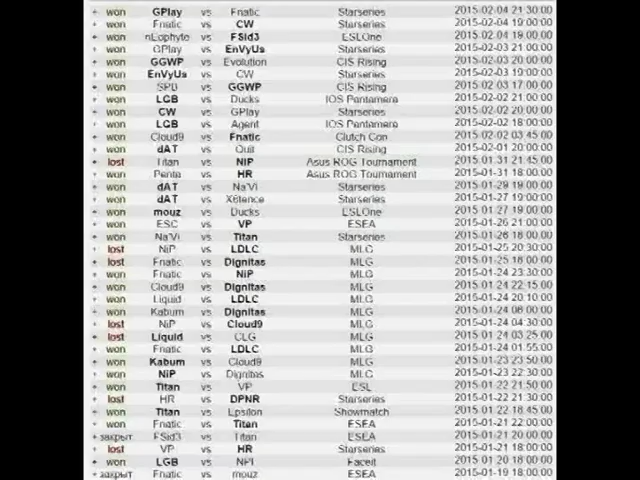 + won GPlay vs Fnatic Starseries 2015-02-04 21:30:00
+ won Fnatic vs CW Starseries 2015-02-04 19:00:00
+ won nEophyte vs FSid3 ESLOne 2015-02-04 19:00:00
+ won GPlay vs EnVyUs Starseries 2015-02-03 21:00:00
+ won GGWP vs Evolution CIS Rising 2015-02-03 20:00:00
+ won EnVyUs vs CW Starseries 2015-02-03 19:00:00
+ won SPD vs GGWP CIS Rising 2015-02-03 17:00:00
+ won LGB vs Ducks IOS Pantamera 2015-02-02 21:00:00
+ won CW vs GPlay Starseries 2015-02-02 20:00:00
+ won LGB vs Agent IOS Pantamera 2015-02-02 18:00:00
+ won Cloud9 vs Fnatic Clutch Con 2015-02-02 03:45:00
+ won dAT vs Quit CIS Rising 2015-02-01 20:00:00
+ lost Titan vs NIP Asus ROG Tournament 2015-01-31 21:45:00
+ won Penta vs HR Asus ROG Tournament 2015-01-31 18:00:00
+ won dAT vs Na'Vi Starseries 2015-01-29 19:00:00
+ won dAT vs X6tence Starseries 2015-01-27 19:00:00
+ won mouz vs Ducks ESLOne 2015-01-27 19:00:00
+ won ESC vs VP ESEA 2015-01-26 21:00:00
+ won Na'Vi vs Titan Starseries 2015-01-26 18:00:00
+ lost NiP vs LDLC MLG 2015-01-25 20:30:00
+ lost Fnatic vs Dignitas MLG 2015-01-25 18:00:00
+ won Fnatic vs NiP MLG 2015-01-24 23:30:00
+ won Cloud9 vs Dignitas MLG 2015-01-24 22:15:00
+ won Liquid vs LDLC MLG 2015-01-24 20:10:00
+ won Kabum vs Dignitas MLG 2015-01-24 06:00:00
+ lost NiP vs Cloud9 MLG 2015-01-24 04:30:00
+ lost Liquid vs CLG MLG 2015-01-24 03:25:00
+ won Fnatic vs LDLC MLG 2015-01-24 01:55:00
+ won Kabum vs Cloud9 MLG 2015-01-23 23:50:00
+ won NiP vs Dignitas MLG 2015-01-23 22:30:00
+ won Titan vs VP ESL 2015-01-22 21:50:00
+ lost HR vs DPNR Starseries 2015-01-22 21:30:00
+ won Titan vs Epsilon Showmatch 2015-01-22 18:45:00
+ won Fnatic vs Titan ESEA 2015-01-21 22:00:00
+ закрыт FSid3 vs Titan ESEA 2015-01-21 20:00:00
+ lost VP vs HR Starseries 2015-01-21 18:00:00
+ won LGB vs NPI Faceit 2015-01-20 18:00:00
+ закрыт Fnatic vs mouz ESEA 2015-01-19 18:00:00